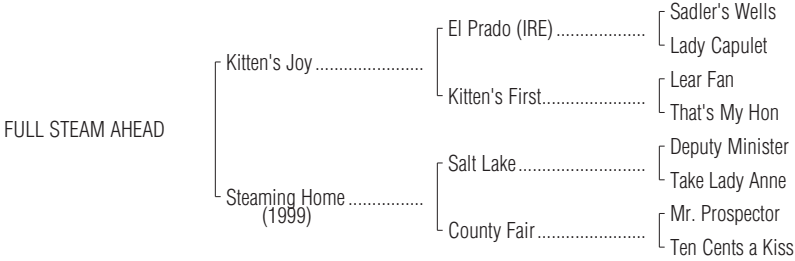 Sadler's Wells
El Prado (IRE) ...................
Lady Capulet
Kitten's Joy .......................
Lear Fan
Kitten's First......................
That's My Hon
FULL STEAM AHEAD
Deputy Minister
Salt Lake...........................
Take Lady Anne
Steaming Home ................
(1999)
Mr. Prospector
County Fair.......................
Ten Cents a Kiss